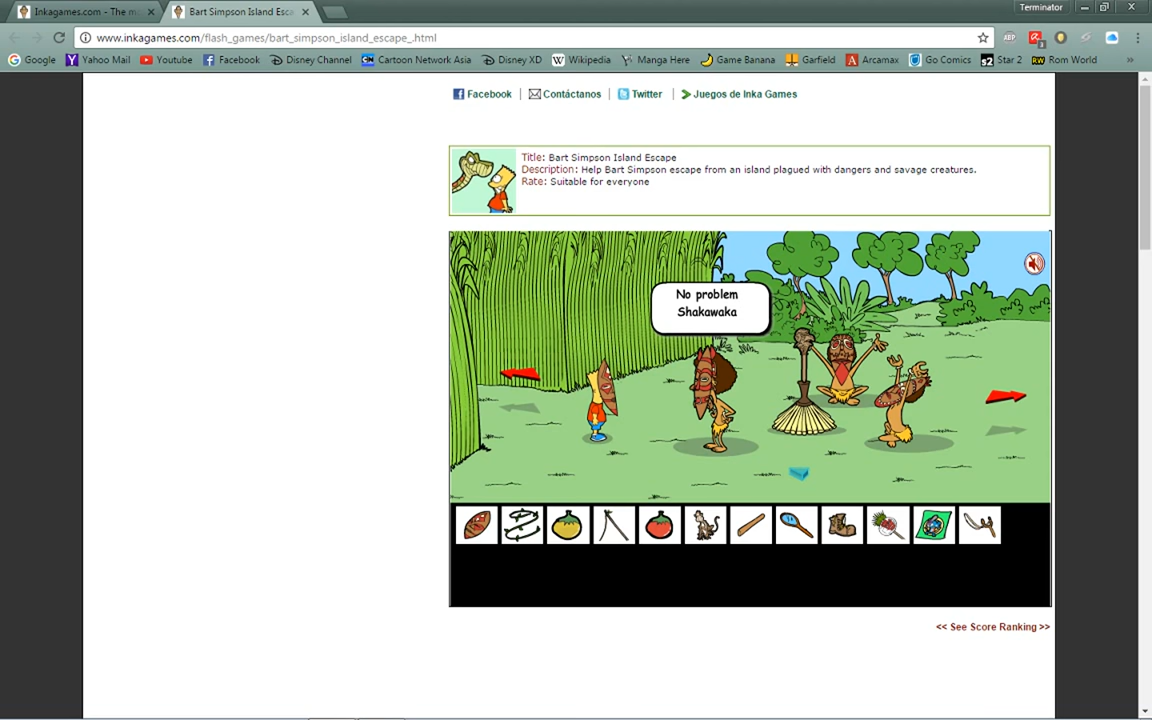 Inkagames.com - The m
Bart Simpson Island Esca
Terminator
www.inkagames.com/flash_games/bart_simpson_island_escape_.html
ABP
Google
Yahoo Mail
Youtube
Facebook
Disney Channel
Cartoon Network Asia
Disney XD
Wikipedia
Manga Here
Game Banana
Garfield
Arcamax
Go Comics
Star 2
Rom World
Facebook | Contáctanos | Twitter | Juegos de Inka Games
Title: Bart Simpson Island Escape
Description: Help Bart Simpson escape from an island plagued with dangers and savage creatures.
Rate: Suitable for everyone
No problem
Shakawaka
<< See Score Ranking >>